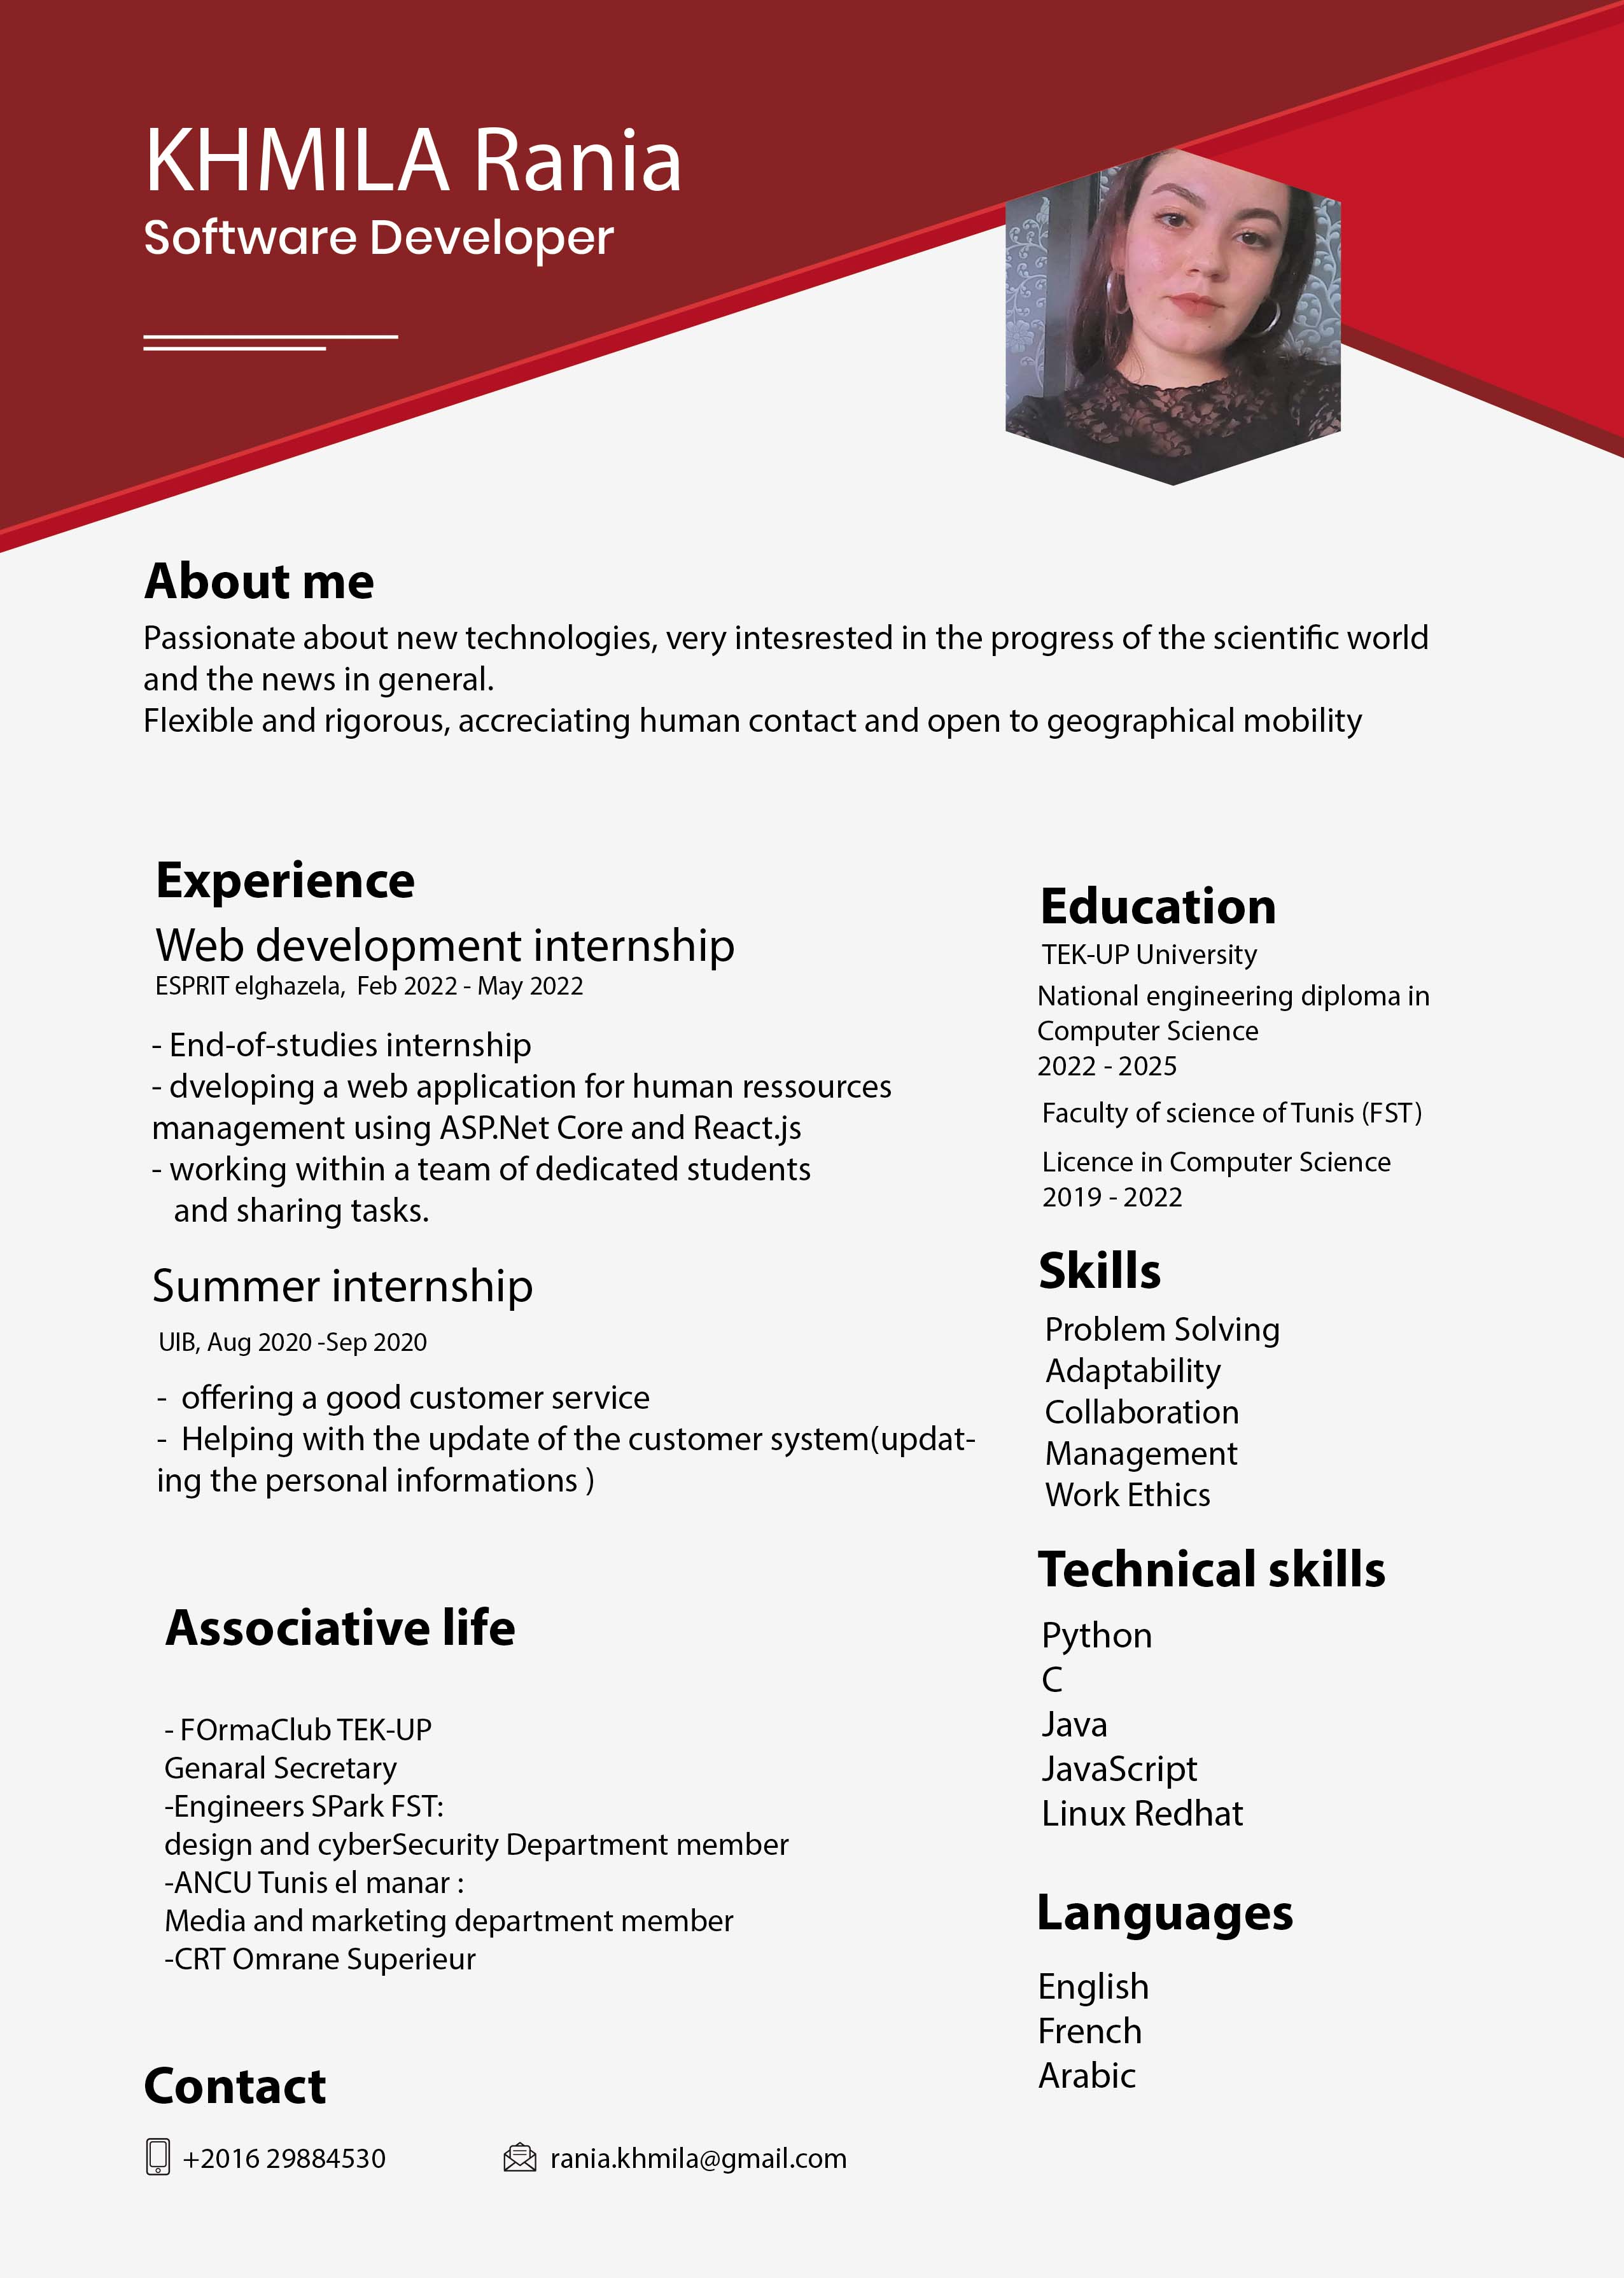 KHMILA Rania
Software Developer
About me
Passionate about new technologies, very intesrested in the progress of the scientific world
and the news in general.
Flexible and rigorous, accreciating human contact and open to geographical mobility
Experience
Web development internship
ESPRIT elghazela,  Feb 2022 - May 2022
- End-of-studies internship
- dveloping a web application for human ressources
management using ASP.Net Core and React.js
- working within a team of dedicated students
and sharing tasks.
Summer internship
UIB, Aug 2020 -Sep 2020
-  offering a good customer service
-  Helping with the update of the customer system(updat-
ing the personal informations )
Associative life
- FOrmaClub TEK-UP
Genaral Secretary
-Engineers SPark FST:
design and cyberSecurity Department member
-ANCU Tunis el manar :
Media and marketing department member
-CRT Omrane Superieur
Contact
+2016 29884530
rania.khmila@gmail.com
Education
TEK-UP University
National engineering diploma in
Computer Science
2022 - 2025
Faculty of science of Tunis (FST)
Licence in Computer Science
2019 - 2022
Skills
Problem Solving
Adaptability
Collaboration
Management
Work Ethics
Technical skills
Python
C
Java
JavaScript
Linux Redhat
Languages
English
French
Arabic